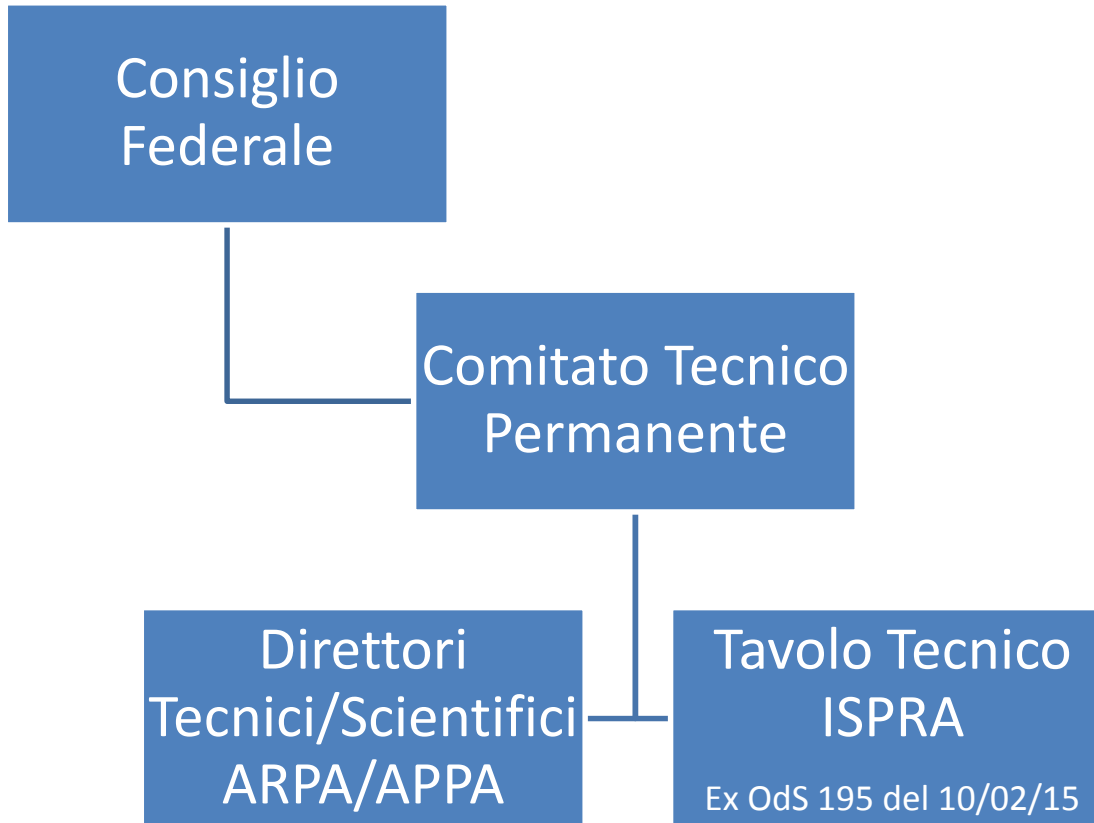 Consiglio
Federale
Comitato Tecnico
Permanente
Direttori
Tecnici/Scientifici
ARPA/APPA
Tavolo Tecnico
ISPRA
Ex OdS 195 del 10/02/15